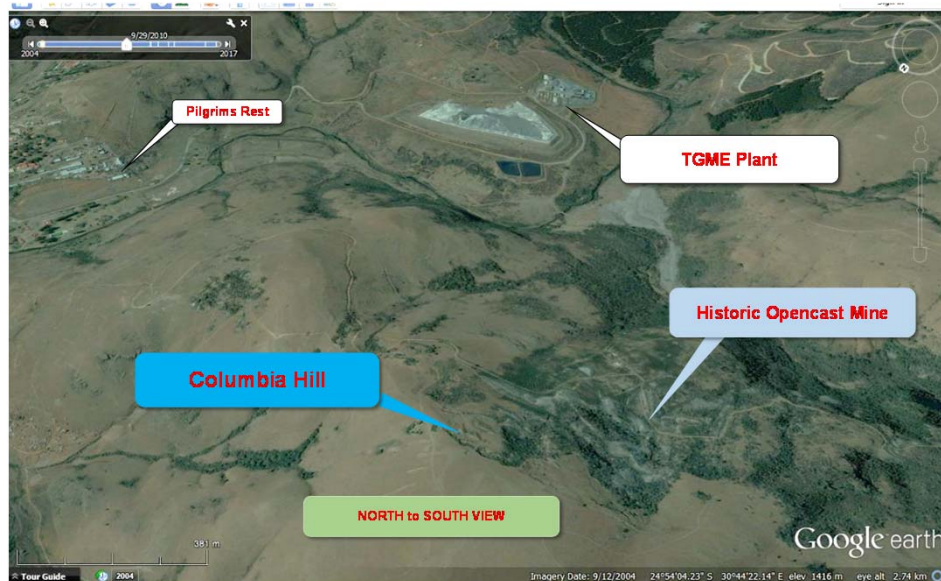 9/29/2010
2004
2017
Pilgrims Rest
TGME Plant
Historic Opencast Mine
Columbia Hill
NORTH to SOUTH VIEW
Google earth
381 m
Tour Guide
2004
Imagery Date: 9/12/2004 24°54'04.23" S 30°44'22.14" E elev 1416 m eye alt 2.74 km